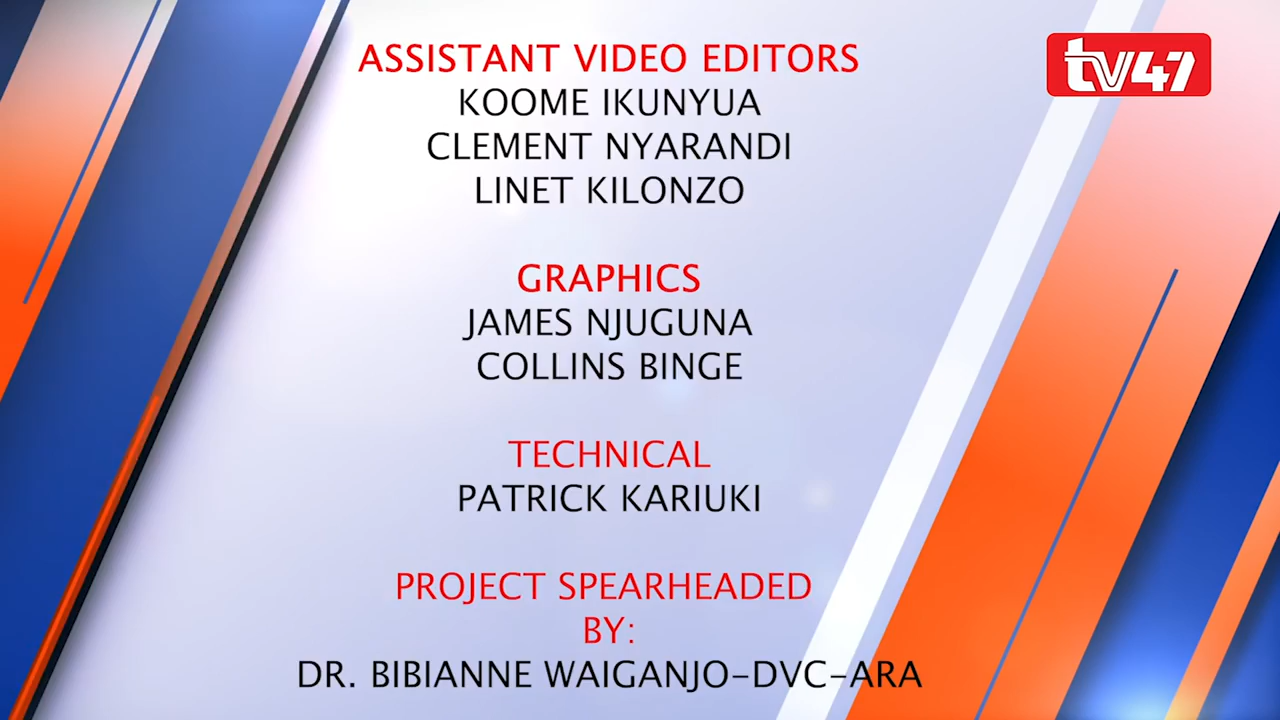 tv47
ASSISTANT VIDEO EDITORS
KOOME IKUNYUA
CLEMENT NYARANDI
LINET KILONZO
GRAPHICS
JAMES NJUGUNA
COLLINS BINGE
TECHNICAL
PATRICK KARIUKI
PROJECT SPEARHEADED
BY:
DR. BIBIANNE WAIGANJO-DVC-ARA